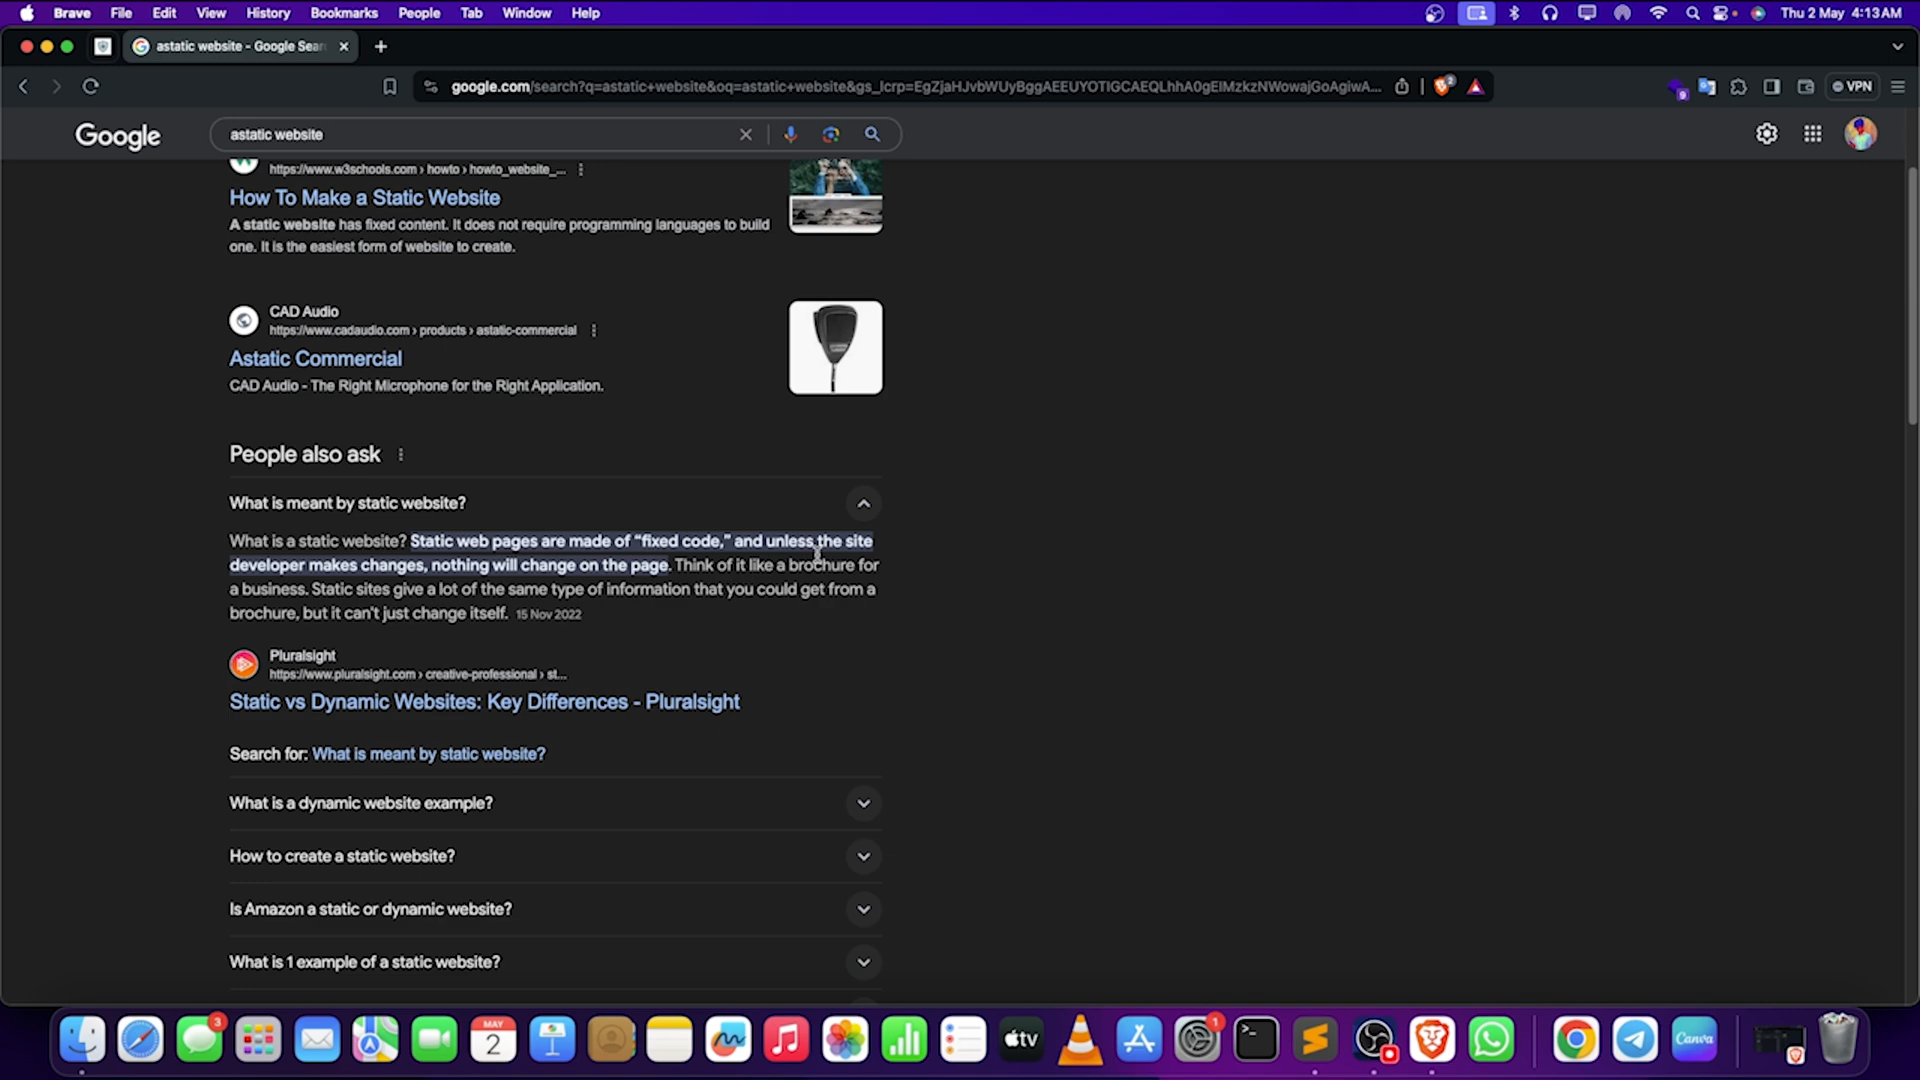 Brave File Edit View History Bookmarks People Tab Window Help Thu 2 May 4:13 AM
astatic website - Google Sear
google.com/search?q=astatic+website&oq=astatic+website&gs_lcrp=EgZjaHJvbWUyBggAEEUYOTIGCAEQLhhA0gEIMzkzNWowajGoAgiwA... 2 9 VPN
Google astatic website
https://www.w3schools.com › howto › howto_website_...
How To Make a Static Website
A static website has fixed content. It does not require programming languages to build
one. It is the easiest form of website to create.
CAD Audio
https://www.cadaudio.com › products › astatic-commercial
Astatic Commercial
CAD Audio - The Right Microphone for the Right Application.
People also ask
What is meant by static website?
What is a static website? Static web pages are made of “fixed code,” and unless the site
developer makes changes, nothing will change on the page. Think of it like a brochure for
a business. Static sites give a lot of the same type of information that you could get from a
brochure, but it can't just change itself. 15 Nov 2022
Pluralsight
https://www.pluralsight.com › creative-professional › st...
Static vs Dynamic Websites: Key Differences - Pluralsight
Search for: What is meant by static website?
What is a dynamic website example?
How to create a static website?
Is Amazon a static or dynamic website?
What is 1 example of a static website?
3 MAY 2 tv 1 Canva